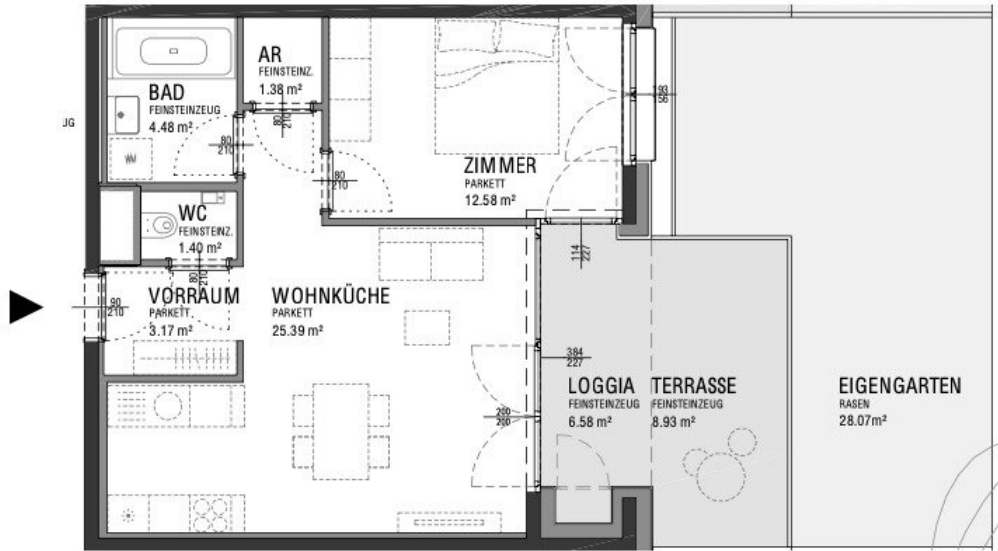 AR
FEINSTEINZ.
1.38 m²
BAD
FEINSTEINZEUG
4.48 m²
JG
80
210
80
210
80
210
93
56
ZIMMER
PARKETT
12.58 m²
WC
FEINSTEINZ.
1.40 m²
80
210
114
227
90
210
VORRAUM
PARKETT
3.17 m²
WOHNKÜCHE
PARKETT
25.39 m²
384
227
200
200
LOGGIA
FEINSTEINZEUG
6.58 m²
TERRASSE
FEINSTEINZEUG
8.93 m²
EIGENGARTEN
RASEN
28.07m²